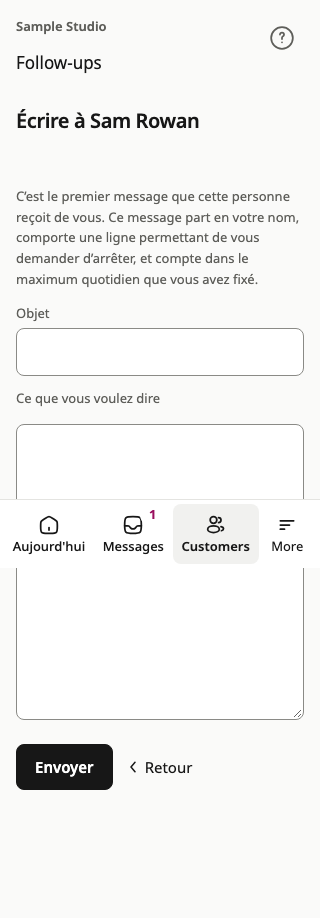 Sample Studio
Follow-ups
Écrire à Sam Rowan
C'est le premier message que cette personne
reçoit de vous. Ce message part en votre nom,
comporte une ligne permettant de vous
demander d'arrêter, et compte dans le
maximum quotidien que vous avez fixé.
Objet
Ce que vous voulez dire
1
Aujourd'hui Messages Customers More
Envoyer Retour